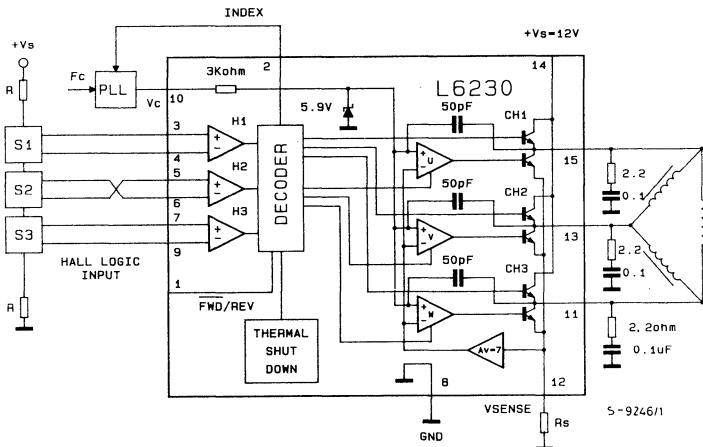 INDEX
+Vs=12V
+Vs
Fc
PLL
Vc
10
3Kohm
2
14
L6230
5.9V
50pF
CH1
R
S1
3
4
H1
+
−
U
15
2.2
0.1
S2
5
6
H2
DECODER
50pF
CH2
V
13
2.2
0.1
S3
7
9
H3
HALL LOGIC
INPUT
50pF
CH3
W
11
1
FWD/REV
R
THERMAL
SHUT
DOWN
Av=7
2.2ohm
0.1uF
8
12
VSENSE
Rs
GND
S-9246/1